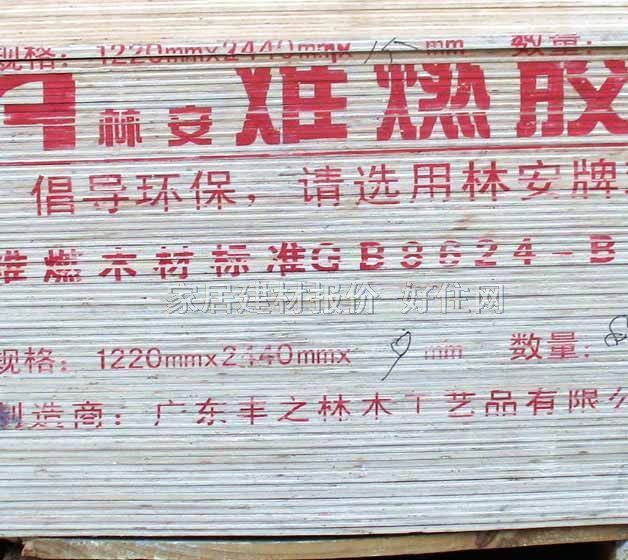 规格：1220mmx2440mmx 15 mm 数量：
林安 难燃胶
倡导环保，请选用林安牌
难燃木材标准GB8624-B
家居建材报价 好住网
规格：1220mmx2440mmx 9 mm 数量：
制造商：广东丰之林木工艺品有限公